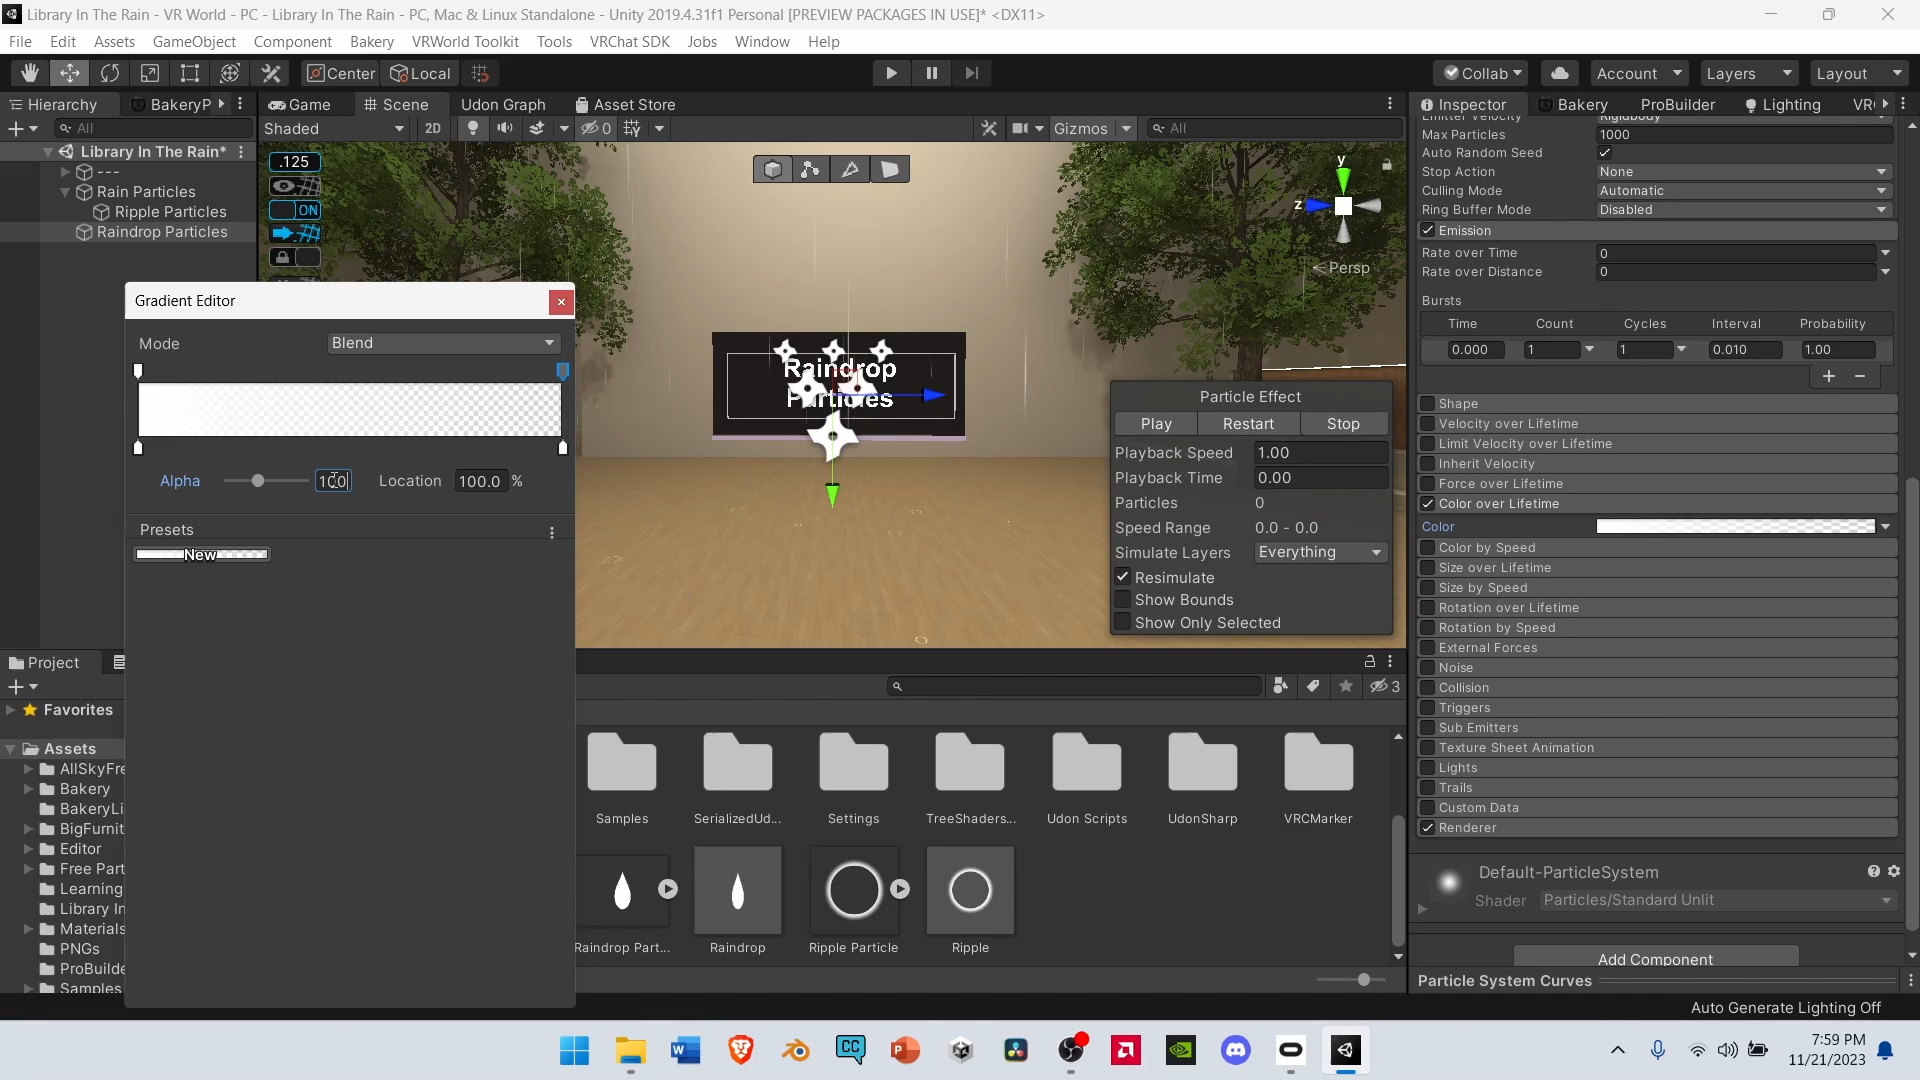 Library In The Rain - VR World - PC - Library In The Rain - PC, Mac & Linux Standalone - Unity 2019.4.31f1 Personal [PREVIEW PACKAGES IN USE]* <DX11>
File Edit Assets GameObject Component Bakery VRWorld Toolkit Tools VRChat SDK Jobs Window Help
Center Local Collab Account Layers Layout
Hierarchy BakeryP Game Scene Udon Graph Asset Store Inspector Bakery ProBuilder Lighting
All Shaded 2D 0 Gizmos All
Library In The Rain*
---
Rain Particles
Ripple Particles
Raindrop Particles
.125
ON
y
z
Persp
Raindrop
Particles
Gradient Editor
Mode Blend
Alpha Location 100.0 %
Presets
New
Particle Effect
Play Restart Stop
Playback Speed 1.00
Playback Time 0.00
Particles 0
Speed Range 0.0 - 0.0
Simulate Layers Everything
Resimulate
Show Bounds
Show Only Selected
Emitter Velocity Rigidbody
Max Particles 1000
Auto Random Seed
Stop Action None
Culling Mode Automatic
Ring Buffer Mode Disabled
Emission
Rate over Time 0
Rate over Distance 0
Bursts
Time Count Cycles Interval Probability
0.000 1 1 0.010 1.00
Shape
Velocity over Lifetime
Limit Velocity over Lifetime
Inherit Velocity
Force over Lifetime
Color over Lifetime
Color
Color by Speed
Size over Lifetime
Size by Speed
Rotation over Lifetime
Rotation by Speed
External Forces
Noise
Collision
Triggers
Sub Emitters
Texture Sheet Animation
Lights
Trails
Custom Data
Renderer
Default-ParticleSystem
Shader Particles/Standard Unlit
Add Component
Particle System Curves
Auto Generate Lighting Off
Project
3
Favorites
Assets
AllSkyFre
Bakery
BakeryLi
BigFurnit
Editor
Free Part
Learning
Library In
Materials
PNGs
ProBuilde
Samples
Samples SerializedUd... Settings TreeShaders... Udon Scripts UdonSharp VRCMarker
Raindrop Part... Raindrop Ripple Particle Ripple
7:59 PM
11/21/2023